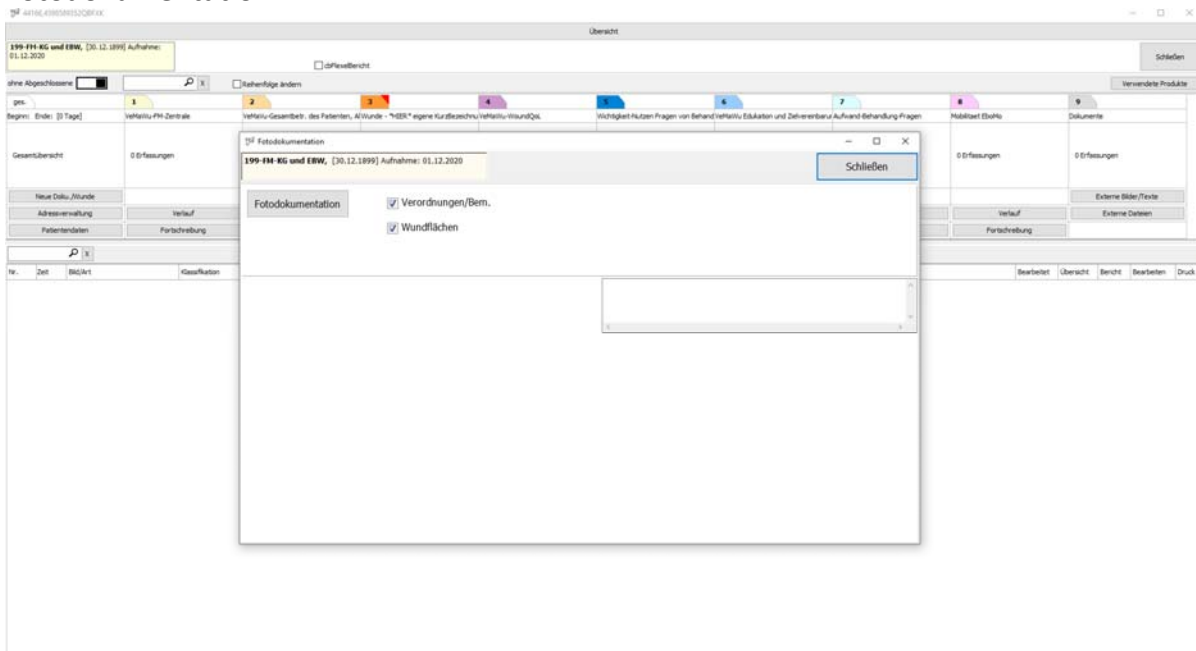 Übersicht
199-FM-KG und EBW, [30.12.1899] Aufnahme:
01.12.2020
cbPlexelBericht
Schließen
ohne Abgeschlossene
x
Reihenfolge ändern
Verwendete Produkte
ges. 1 2 3 4 5 6 7 8 9
Beginn: Ende: [0 Tage] VeMaWu-FM-Zentrale VeMaWu-Gesamtbetr. des Patienten, Al Wunde - *HIER* eigene Kurzbezeichnu VeMaWu-WoundQoL Wichtigkeit-Nutzen Fragen von Behand VeMaWu Edukation und Zielvereinbaru Aufwand-Behandlung-Fragen Mobilitaet EboMo Dokumente
Gesamtübersicht 0 Erfassungen 0 Erfassungen 0 Erfassungen
Neue Doku./Wunde Externe Bilder/Texte
Adressverwaltung Verlauf Verlauf Externe Dateien
Patientendaten Fortschreibung Fortschreibung
x
Nr. Zeit Bild/Art Klassifikation Bearbeitet Übersicht Bericht Bearbeiten Druck
Fotodokumentation
199-FM-KG und EBW, [30.12.1899] Aufnahme: 01.12.2020
Schließen
Fotodokumentation
Verordnungen/Bem.
Wundflächen